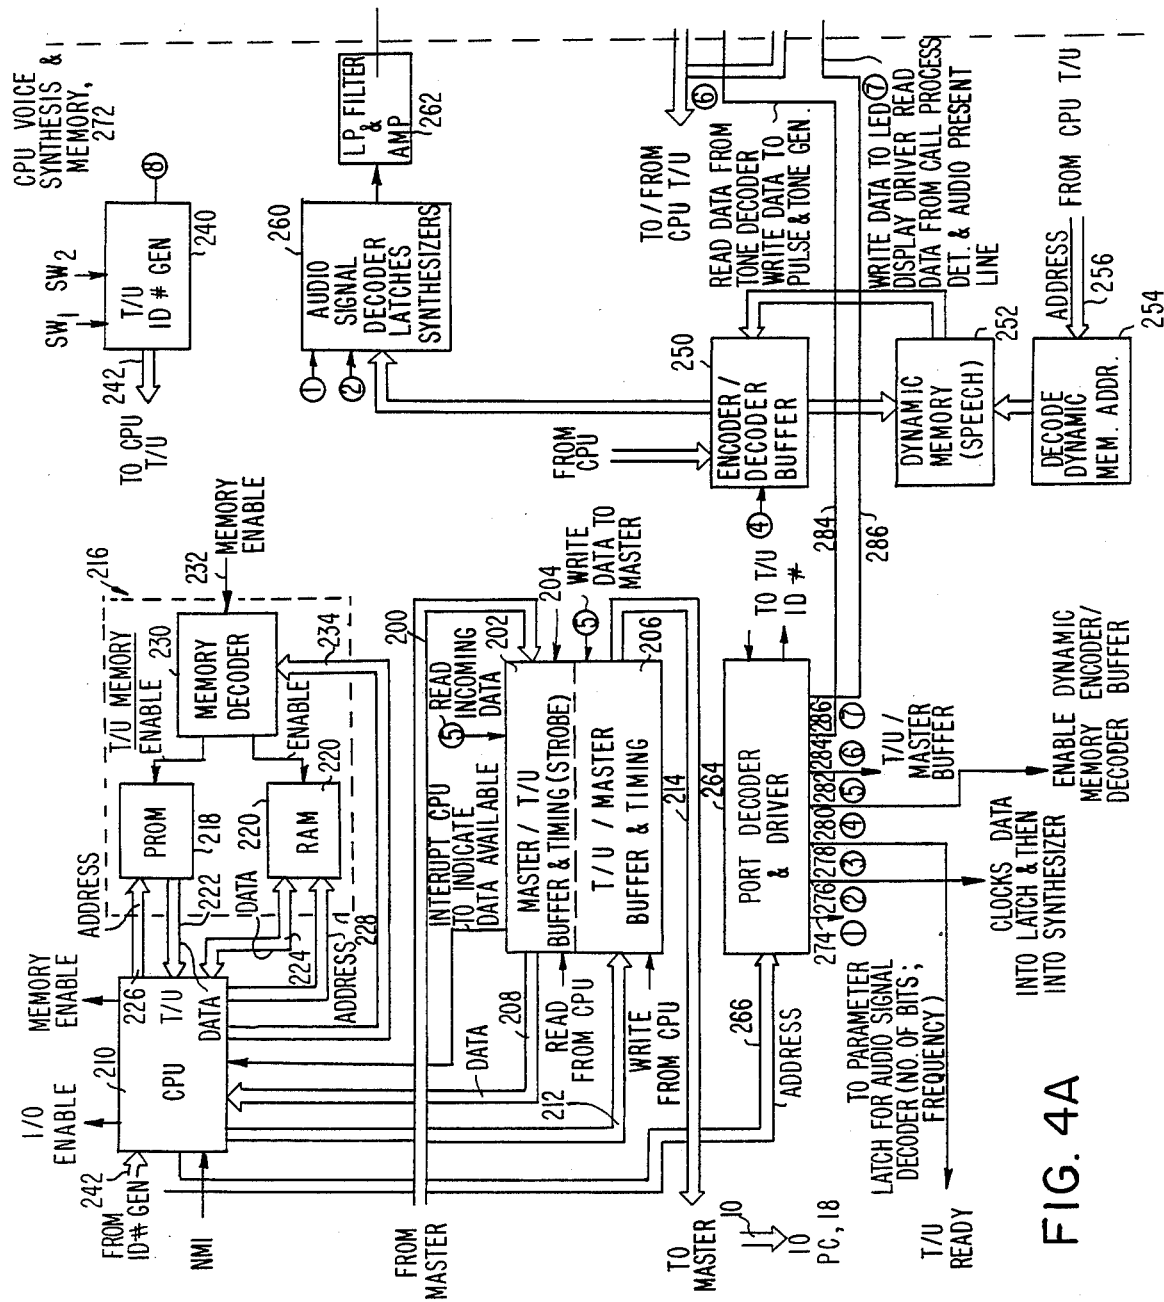 CPU VOICE
SYNTHESIS &
MEMORY,
272
SW1
SW2
T/U
ID # GEN
240
8
242
TO CPU
T/U
LP FILTER
&
AMP
262
260
AUDIO
SIGNAL
DECODER
LATCHES
SYNTHESIZERS
1
2
TO/FROM
CPU T/U
6
READ DATA FROM
TONE DECODER
WRITE DATA TO
PULSE & TONE GEN.
7
WRITE DATA TO LED
DISPLAY DRIVER READ
DATA FROM CALL PROCESS
DET. & AUDIO PRESENT
LINE
FROM
CPU
250
ENCODER/
DECODER
BUFFER
4
DYNAMIC
MEMORY
(SPEECH)
252
DECODE
DYNAMIC
MEM. ADDR.
254
ADDRESS
256
FROM CPU T/U
284
286
216
T/U MEMORY
MEMORY
ENABLE
232
230
MEMORY
DECODER
234
ENABLE
ENABLE
PROM
218
RAM
220
220
ADDRESS
222
DATA
224
ADDRESS
228
226
MEMORY
ENABLE
I/O
ENABLE
210
T/U
CPU
DATA
242
FROM
ID# GEN
NMI
FROM
MASTER
200
5
READ
INCOMING
DATA
INTERUPT CPU
TO INDICATE
DATA AVAILABLE
202
204
5
WRITE
DATA TO
MASTER
206
MASTER / T/U
BUFFER & TIMING (STROBE)
T/U / MASTER
BUFFER & TIMING
208
DATA
READ
FROM CPU
212
WRITE
FROM CPU
214
TO
MASTER
10
10
PC, 18
264
PORT DECODER
&
DRIVER
TO T/U
ID #
266
ADDRESS
274 276 278 280 282 284 286
1 2 3 4 5 6 7
T/U /
MASTER
BUFFER
ENABLE DYNAMIC
MEMORY ENCODER/
DECODER BUFFER
CLOCKS DATA
INTO LATCH & THEN
INTO SYNTHESIZER
TO PARAMETER
LATCH FOR AUDIO SIGNAL
DECODER (NO. OF BITS ;
FREQUENCY)
T/U
READY
FIG. 4A